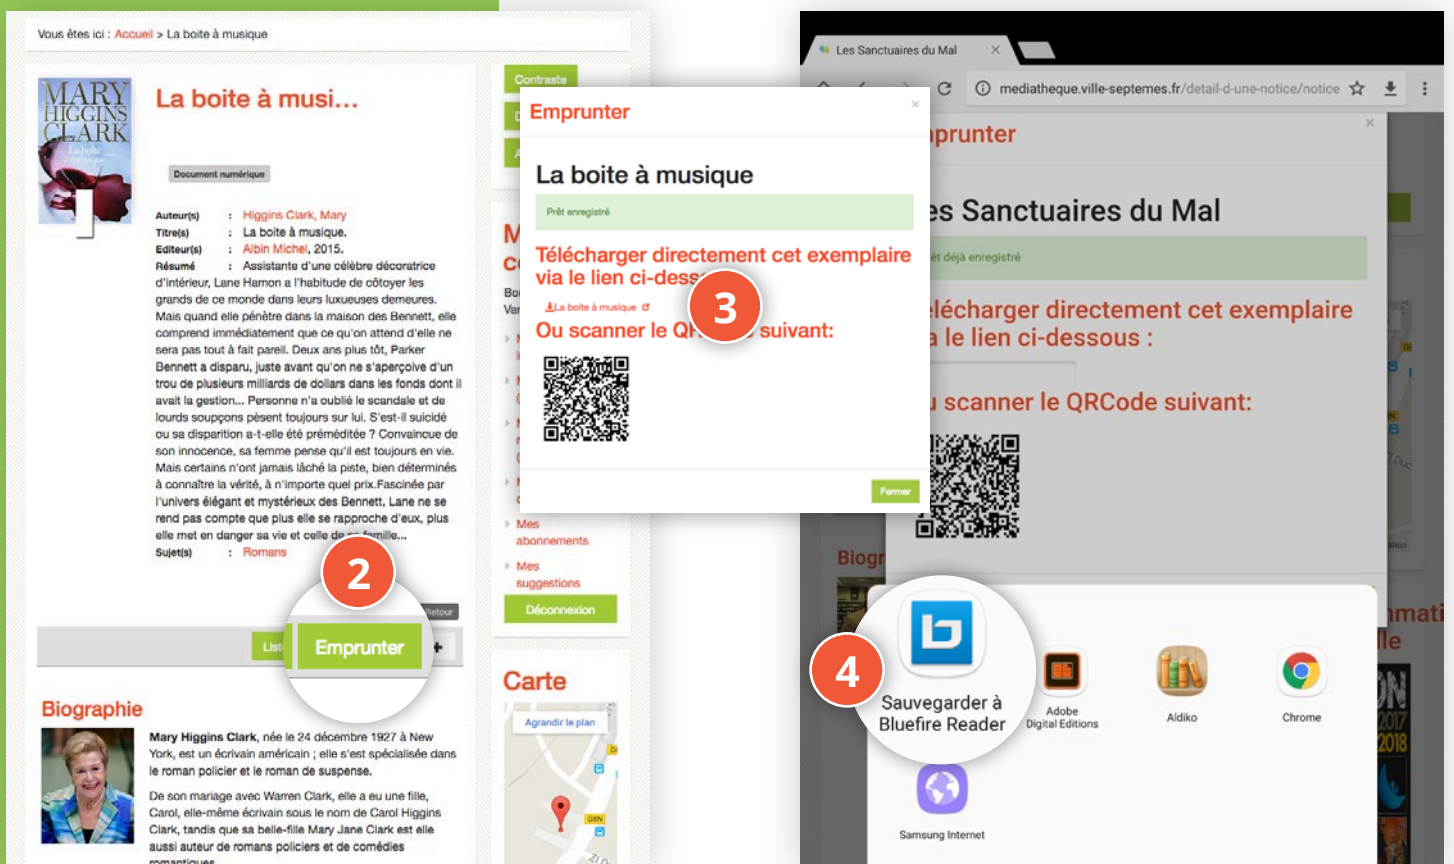 Vous êtes ici : Accueil > La boite à musique
MARY
HIGGINS
CLARK
La boîte
à musique
La boite à musi...
Document numérique
Auteur(s) : Higgins Clark, Mary
Titre(s) : La boite à musique.
Editeur(s) : Albin Michel, 2015.
Résumé : Assistante d'une célèbre décoratrice
d'intérieur, Lane Hamon a l'habitude de côtoyer les
grands de ce monde dans leurs luxueuses demeures.
Mais quand elle pénètre dans la maison des Bennett, elle
comprend immédiatement que ce qu'on attend d'elle ne
sera pas tout à fait pareil. Deux ans plus tôt, Parker
Bennett a disparu, juste avant qu'on ne s'aperçoive d'un
trou de plusieurs milliards de dollars dans les fonds dont il
avait la gestion... Personne n'a oublié le scandale et de
lourds soupçons pèsent toujours sur lui. S'est-il suicidé
ou sa disparition a-t-elle été préméditée ? Convaincue de
son innocence, sa femme pense qu'il est toujours en vie.
Mais certains n'ont jamais lâché la piste, bien déterminés
à connaître la vérité, à n'importe quel prix.Fascinée par
l'univers élégant et mystérieux des Bennett, Lane ne se
rend pas compte que plus elle se rapproche d'eux, plus
elle met en danger sa vie et celle de sa famille...
Sujet(s) : Romans
2
Retour
Emprunter
+
Biographie
Mary Higgins Clark, née le 24 décembre 1927 à New
York, est un écrivain américain ; elle s'est spécialisée dans
le roman policier et le roman de suspense.
De son mariage avec Warren Clark, elle a eu une fille,
Carol, elle-même écrivain sous le nom de Carol Higgins
Clark, tandis que sa belle-fille Mary Jane Clark est elle
aussi auteur de romans policiers et de comédies
romantiques
Contraste
Mes
abonnements
Mes
suggestions
Déconnexion
Carte
Agrandir le plan
D8N
Emprunter
×
La boite à musique
Prêt enregistré
Télécharger directement cet exemplaire
via le lien ci-dessous
La boite à musique
3
Ou scanner le QRCode suivant:
Fermer
Les Sanctuaires du Mal
×
mediatheque.ville-septemes.fr/detail-d-une-notice/notice
prunter
×
es Sanctuaires du Mal
êt déjà enregistré
élécharger directement cet exemplaire
a le lien ci-dessous :
u scanner le QRCode suivant:
Biogr
mmati
lle
ON
2017
2018
4
Sauvegarder à
Bluefire Reader
Adobe
Digital Editions
Aldiko
Chrome
Samsung Internet